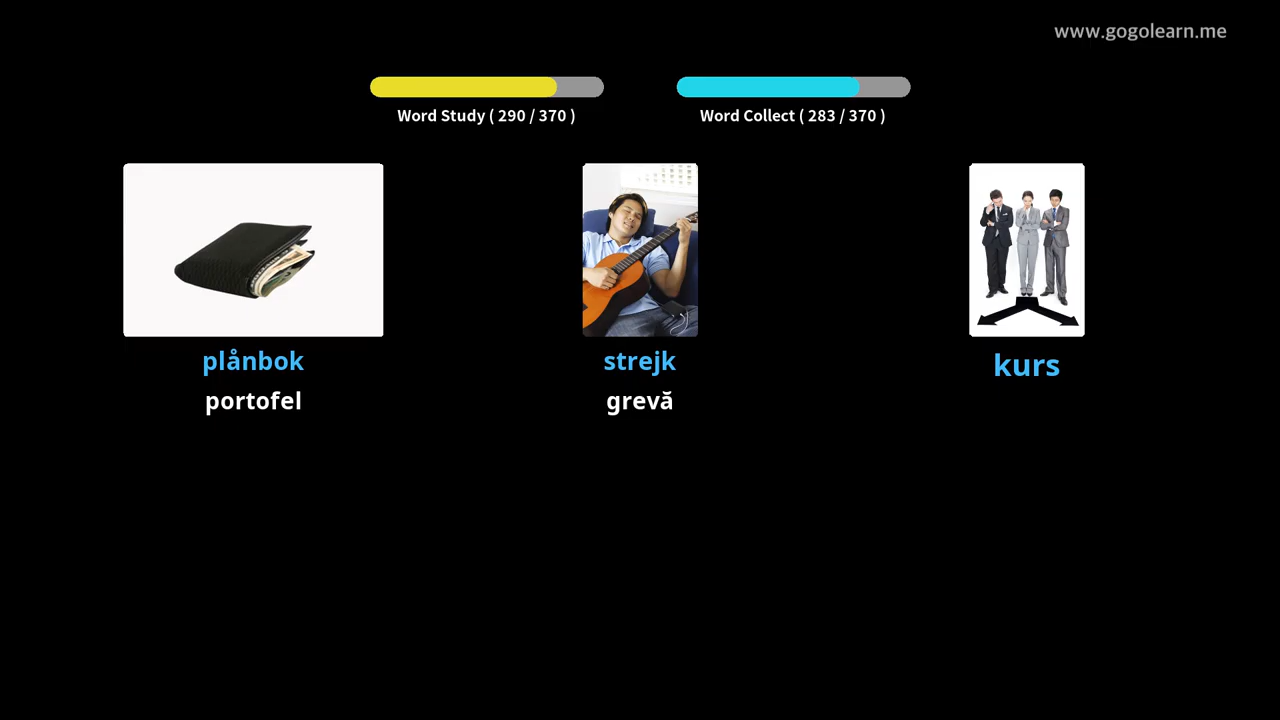 www.gogolearn.me
Word Study ( 290 / 370 )
Word Collect ( 283 / 370 )
plånbok
strejk
kurs
portofel
grevă